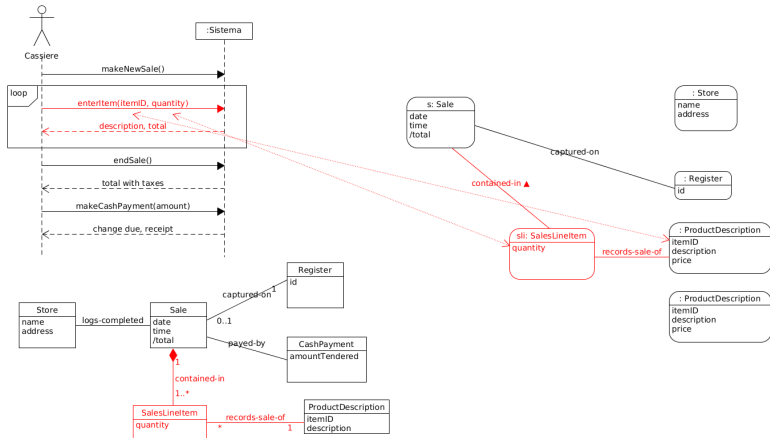 Cassiere
:Sistema
makeNewSale()
loop
enterItem(itemID, quantity)
description, total
endSale()
total with taxes
makeCashPayment(amount)
change due, receipt
s: Sale
date
time
/total
: Store
name
address
captured-on
: Register
id
contained-in ▲
sli: SalesLineItem
quantity
records-sale-of
: ProductDescription
itemID
description
price
: ProductDescription
itemID
description
price
Register
id
captured-on
1
0..1
Store
name
address
logs-completed
Sale
date
time
/total
payed-by
CashPayment
amountTendered
1
contained-in
1..*
SalesLineItem
quantity
records-sale-of
*
1
ProductDescription
itemID
description